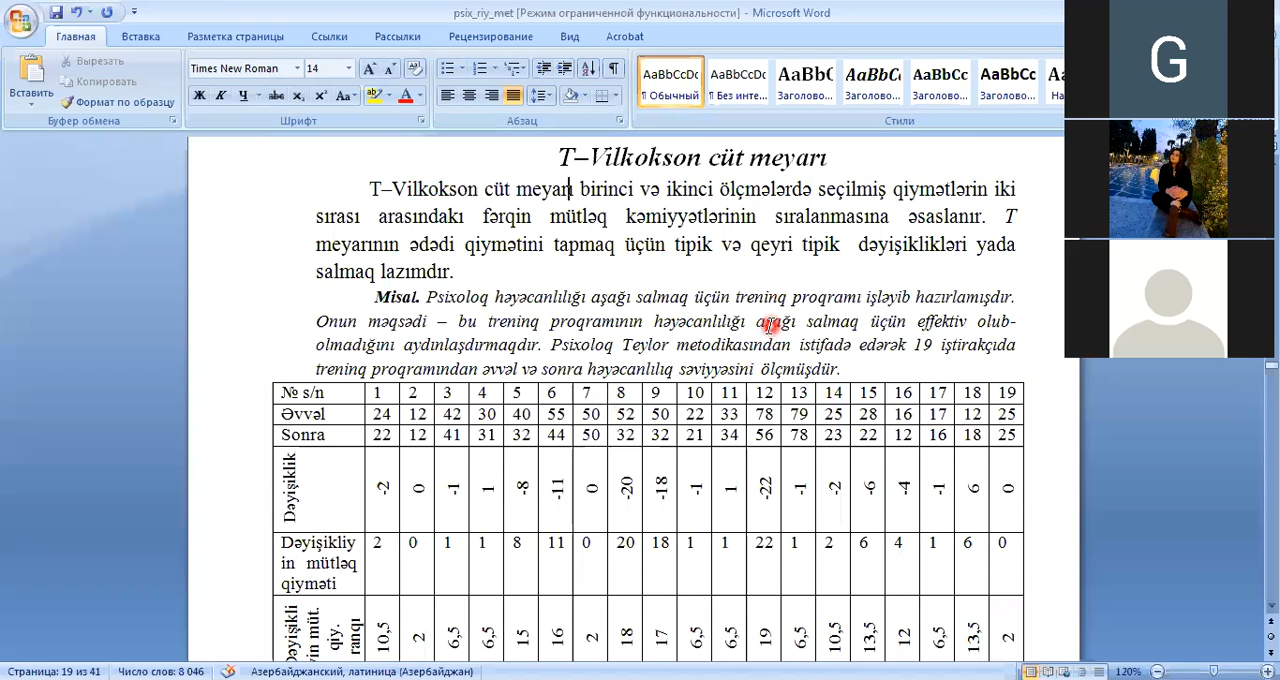 psix_riy_met [Режим ограниченной функциональности] - Microsoft Word
Главная Вставка Разметка страницы Ссылки Рассылки Рецензирование Вид Acrobat
Вставить
Вырезать
Копировать
Формат по образцу
Буфер обмена
Times New Roman 14
Ж К Ч abc x₂ x² Aa
Шрифт
Абзац
AaBbCcDc AaBbCcDc AaBbC AaBbCc AaBbCc AaBbCc Aa
¶ Обычный ¶ Без инте... Заголово... Заголово... Заголово... Заголово... На
Стили
G
T–Vilkokson cüt meyarı
T–Vilkokson cüt meyarı birinci və ikinci ölçmələrdə seçilmiş qiymətlərin iki
sırası arasındakı fərqin mütləq kəmiyyətlərinin sıralanmasına əsaslanır. T
meyarının ədədi qiymətini tapmaq üçün tipik və qeyri tipik dəyişiklikləri yada
salmaq lazımdır.
Misal. Psixoloq həyəcanlılığı aşağı salmaq üçün treninq proqramı işləyib hazırlamışdır.
Onun məqsədi – bu treninq proqramının həyəcanlılığı aşağı salmaq üçün effektiv olub-
olmadığını aydınlaşdırmaqdır. Psixoloq Teylor metodikasından istifadə edərək 19 iştirakçıda
treninq proqramından əvvəl və sonra həyəcanlılıq səviyyəsini ölçmüşdür.
№ s/n 1 2 3 4 5 6 7 8 9 10 11 12 13 14 15 16 17 18 19
Əvvəl 24 12 42 30 40 55 50 52 50 22 33 78 79 25 28 16 17 12 25
Sonra 22 12 41 31 32 44 50 32 32 21 34 56 78 23 22 12 16 18 25
Dəyişiklik -2 0 -1 1 -8 -11 0 -20 -18 -1 1 -22 -1 -2 -6 -4 -1 6 0
Dəyişikliy 2 0 1 1 8 11 0 20 18 1 1 22 1 2 6 4 1 6 0
in mütləq
qiyməti
Dəyişikli
yin müt.
qiy.
ranqı
10,5 2 6,5 6,5 15 16 2 18 17 6,5 6,5 19 6,5 10,5 13,5 12 6,5 13,5 2
Страница: 19 из 41 Число слов: 8 046 Азербайджанский, латиница (Азербайджан) 120%